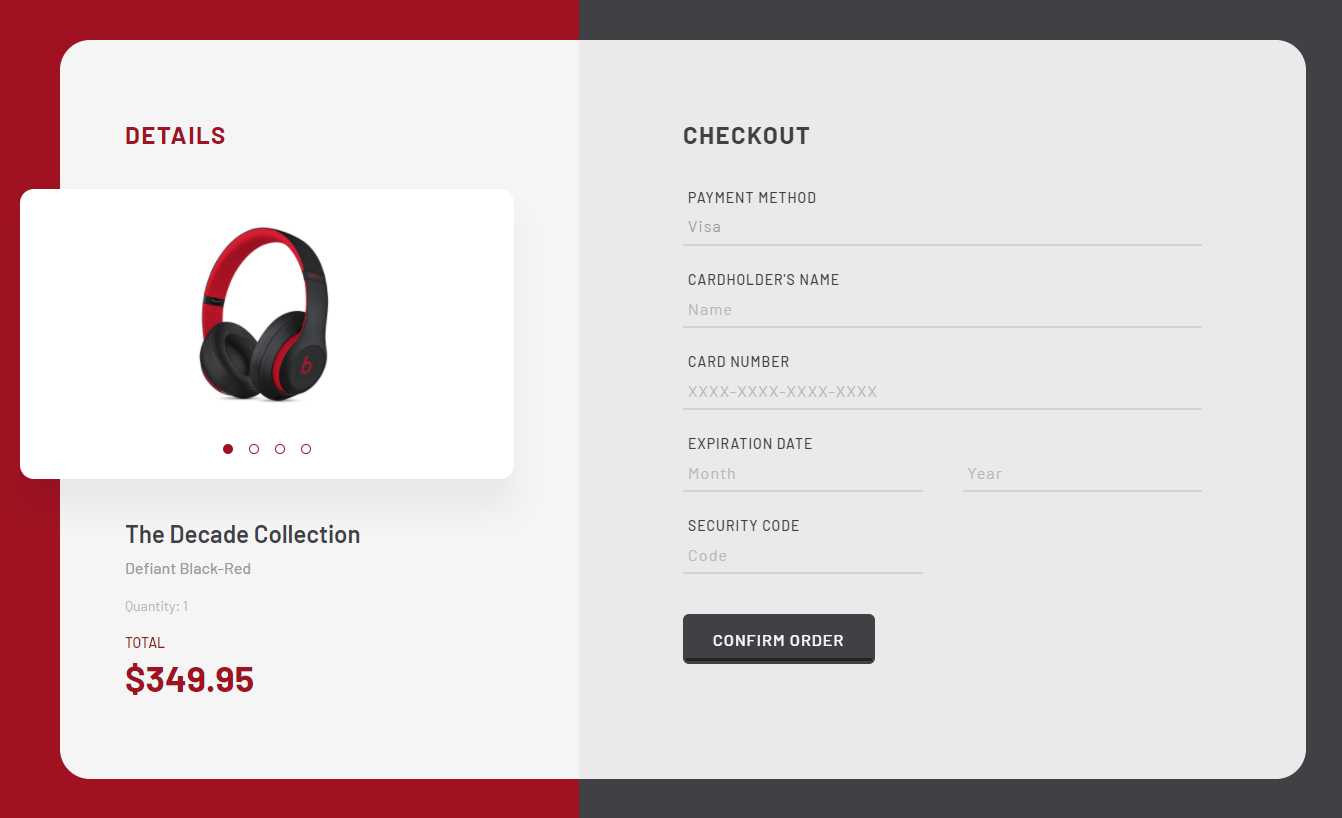 DETAILS
The Decade Collection
Defiant Black-Red
Quantity: 1
TOTAL
$349.95
CHECKOUT
PAYMENT METHOD
Visa
CARDHOLDER'S NAME
Name
CARD NUMBER
XXXX-XXXX-XXXX-XXXX
EXPIRATION DATE
Month Year
SECURITY CODE
Code
CONFIRM ORDER